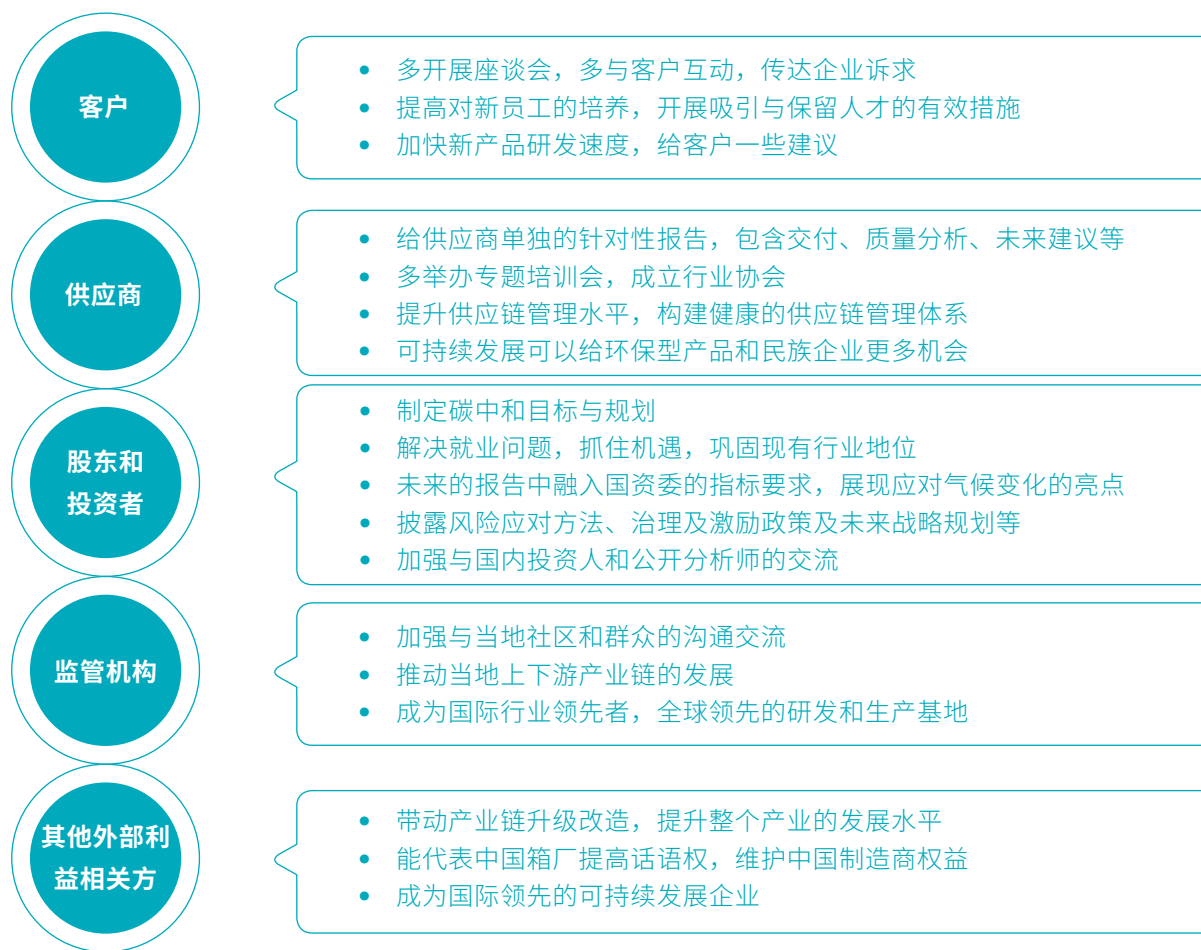 客户
• 多开展座谈会，多与客户互动，传达企业诉求
• 提高对新员工的培养，开展吸引与保留人才的有效措施
• 加快新产品研发速度，给客户一些建议
供应商
• 给供应商单独的针对性报告，包含交付、质量分析、未来建议等
• 多举办专题培训会，成立行业协会
• 提升供应链管理水平，构建健康的供应链管理体系
• 可持续发展可以给环保型产品和民族企业更多机会
股东和
投资者
• 制定碳中和目标与规划
• 解决就业问题，抓住机遇，巩固现有行业地位
• 未来的报告中融入国资委的指标要求，展现应对气候变化的亮点
• 披露风险应对方法、治理及激励政策及未来战略规划等
• 加强与国内投资人和公开分析师的交流
监管机构
• 加强与当地社区和群众的沟通交流
• 推动当地上下游产业链的发展
• 成为国际行业领先者，全球领先的研发和生产基地
其他外部利
益相关方
• 带动产业链升级改造，提升整个产业的发展水平
• 能代表中国箱厂提高话语权，维护中国制造商权益
• 成为国际领先的可持续发展企业